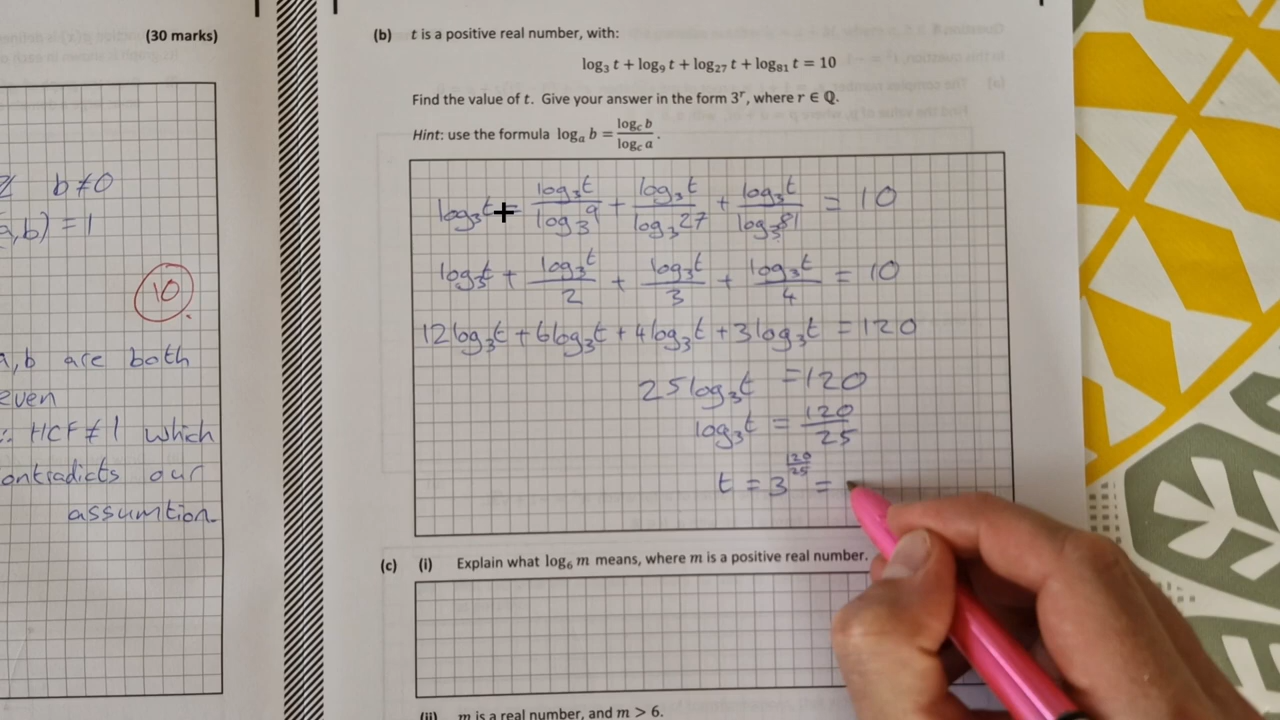 (30 marks)
b ≠ 0
a, b) = 1
10
a, b are both
even
∴ HCF ≠ 1 which
contradicts our
assumtion.
(b) t is a positive real number, with:
log₃ t + log₉ t + log₂₇ t + log₈₁ t = 10
Find the value of t. Give your answer in the form 3ʳ, where r ∈ ℚ.
Hint: use the formula logₐ b = log_c b / log_c a .
log₃t + log₃t / log₃9 + log₃t / log₃27 + log₃t / log₃81 = 10
log₃t + log₃t / 2 + log₃t / 3 + log₃t / 4 = 10
12log₃t + 6log₃t + 4log₃t + 3log₃t = 120
25log₃t = 120
log₃t = 120/25
t = 3^(120/25) =
(c) (i) Explain what log₆ m means, where m is a positive real number.
(ii) m is a real number, and m > 6.